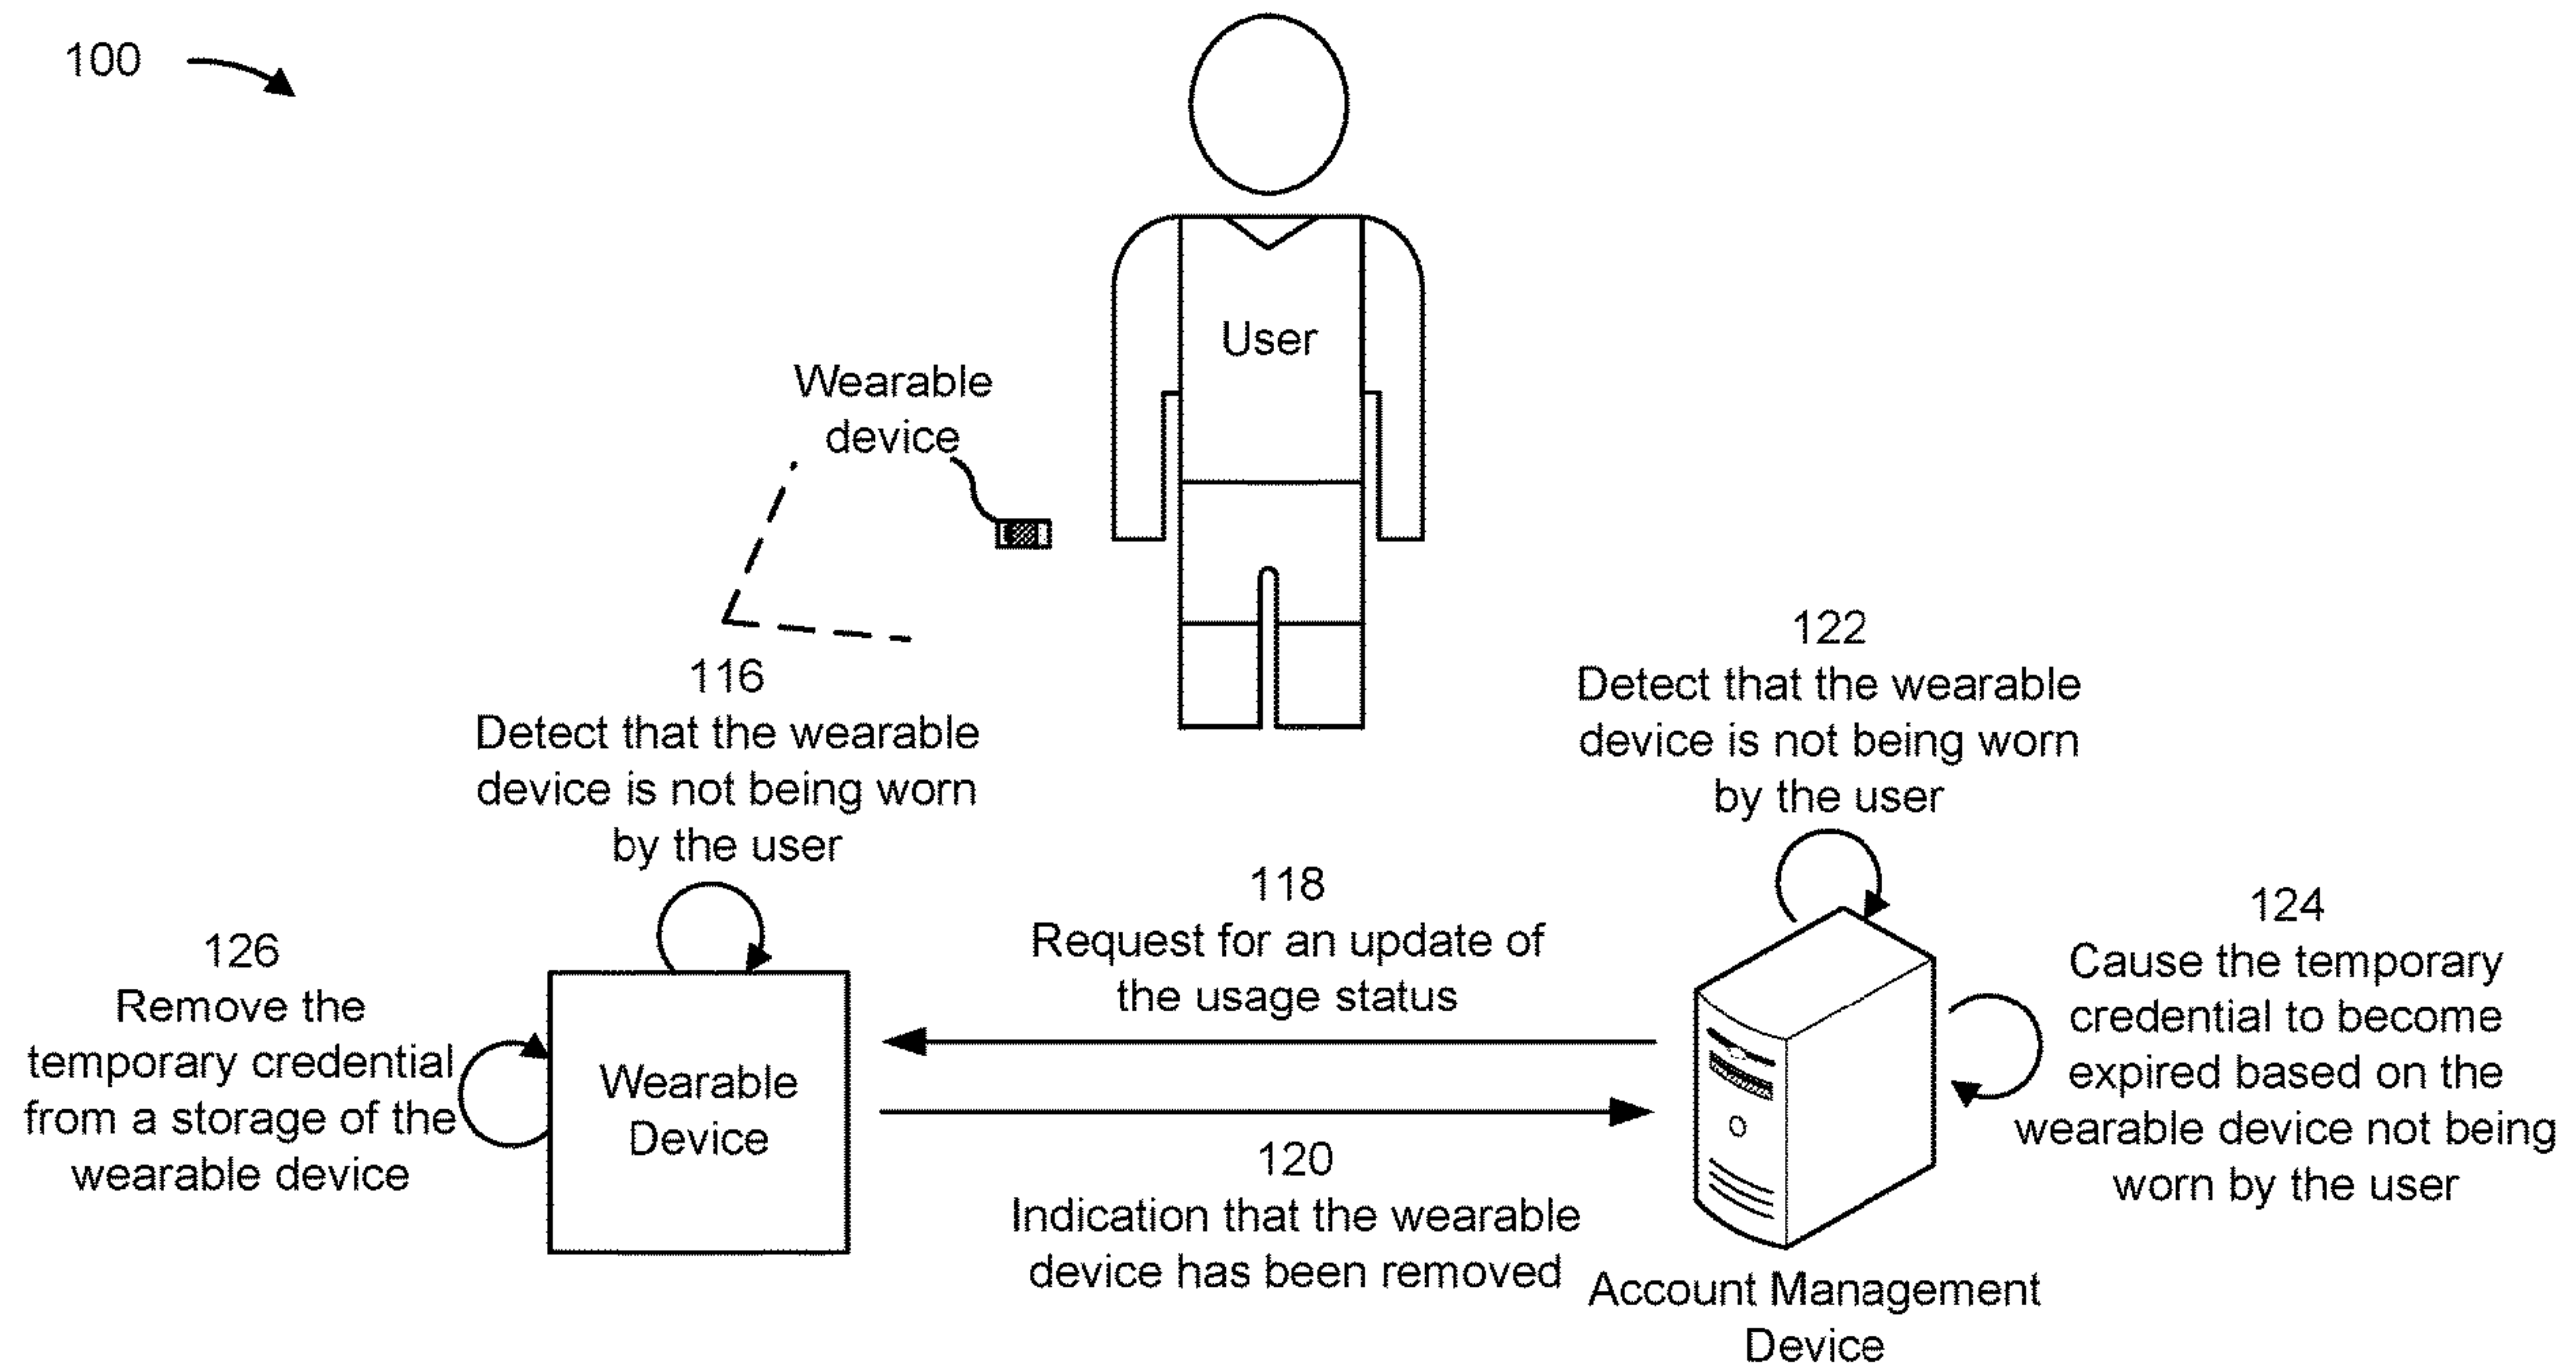 100
User
Wearable
device
116
Detect that the wearable
device is not being worn
by the user
122
Detect that the wearable
device is not being worn
by the user
118
Request for an update of
the usage status
124
Cause the temporary
credential to become
expired based on the
wearable device not being
worn by the user
126
Remove the
temporary credential
from a storage of the
wearable device
Wearable
Device
120
Indication that the wearable
device has been removed
Account Management
Device